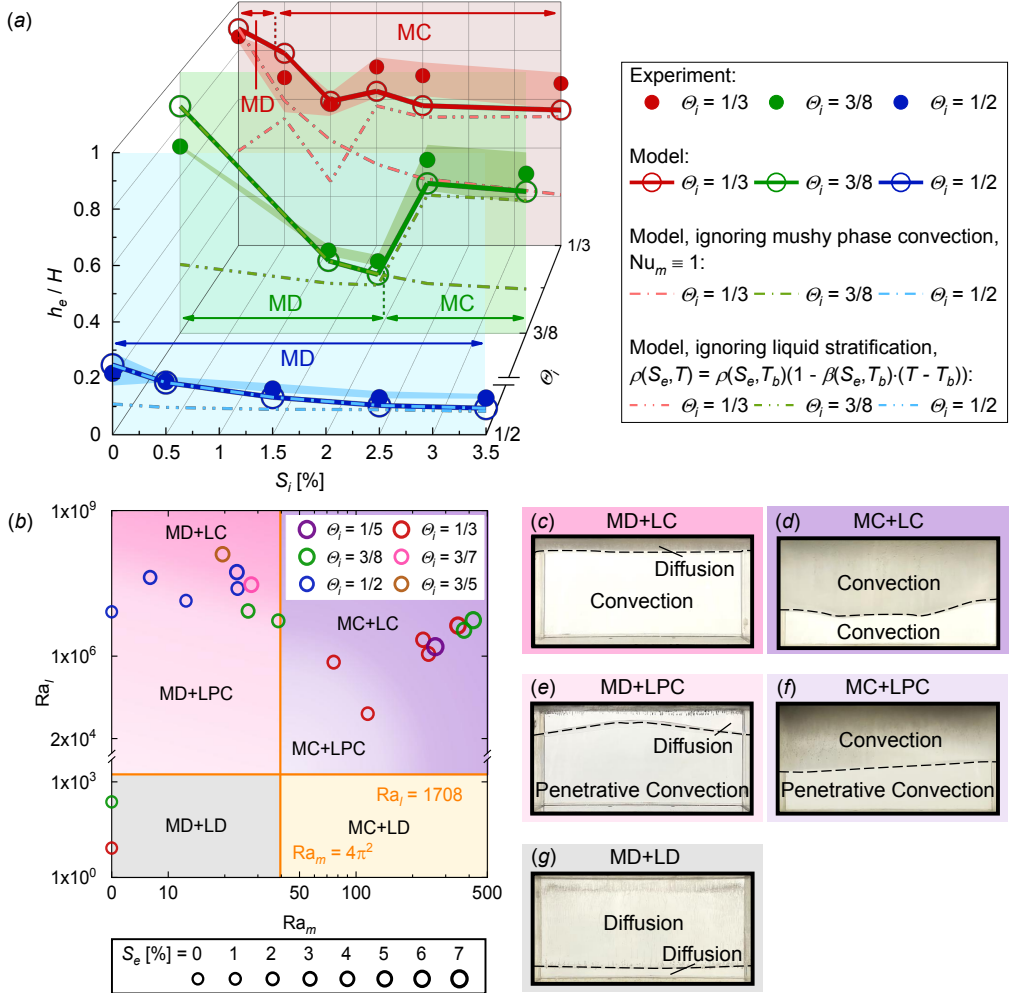 (a)
MD
MC
MD
MC
MD
MD
1
0.8
0.6
0.4
0.2
0
h_e / H
0 0.5 1.5 2.0 2.5 3.5
S_i [%]
1/3
3/8
1/2
Θ_i
Experiment:
Θ_i = 1/3 Θ_i = 3/8 Θ_i = 1/2
Model:
Θ_i = 1/3 Θ_i = 3/8 Θ_i = 1/2
Model, ignoring mushy phase convection,
Nu_m ≡ 1:
Θ_i = 1/3 Θ_i = 3/8 Θ_i = 1/2
Model, ignoring liquid stratification,
ρ(S_e, T) = ρ(S_e, T_b)(1 - β(S_e, T_b)·(T - T_b)):
Θ_i = 1/3 Θ_i = 3/8 Θ_i = 1/2
(b)
1x10^9
1x10^6
2x10^4
1x10^3
1x10^0
Ra_l
MD+LC
Θ_i = 1/5 Θ_i = 1/3
Θ_i = 3/8 Θ_i = 3/7
Θ_i = 1/2 Θ_i = 3/5
MC+LC
MD+LPC
MC+LPC
Ra_l = 1708
MD+LD
MC+LD
Ra_m = 4π^2
0 10 50 100 500
Ra_m
S_e [%] = 0 1 2 3 4 5 6 7
(c) MD+LC
Diffusion
Convection
(d) MC+LC
Convection
Convection
(e) MD+LPC
Diffusion
Penetrative Convection
(f) MC+LPC
Convection
Penetrative Convection
(g) MD+LD
Diffusion
Diffusion